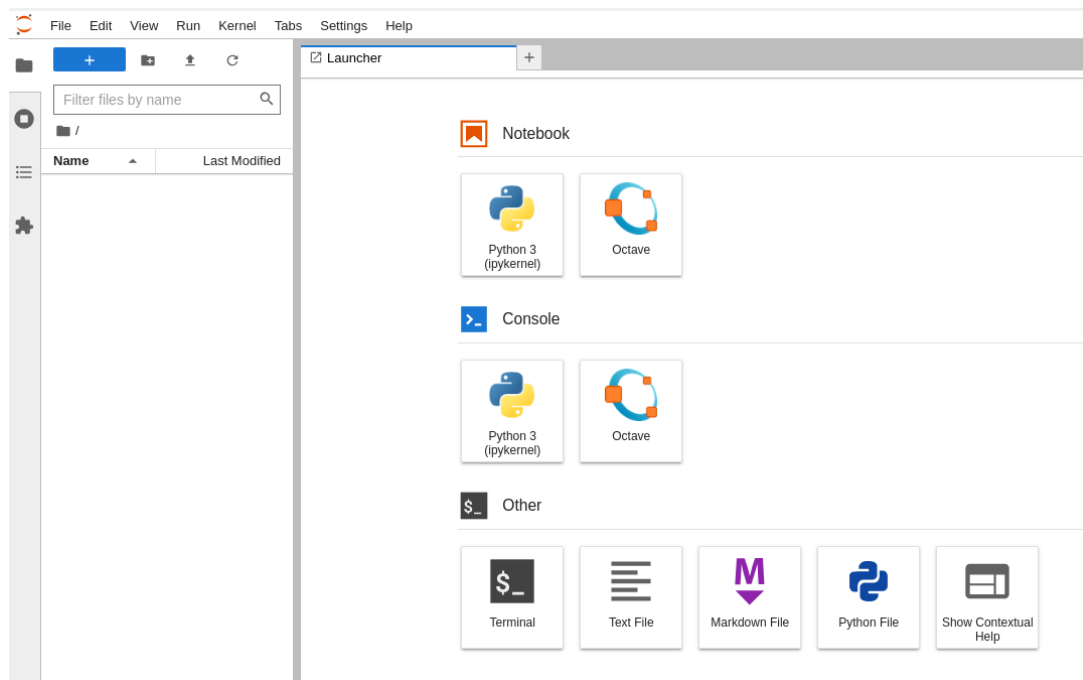 File Edit View Run Kernel Tabs Settings Help
+
Filter files by name
/
Name Last Modified
Launcher +
Notebook
Python 3
(ipykernel)
Octave
>_ Console
Python 3
(ipykernel)
Octave
$_ Other
$_
Terminal
Text File
M
Markdown File
Python File
Show Contextual
Help